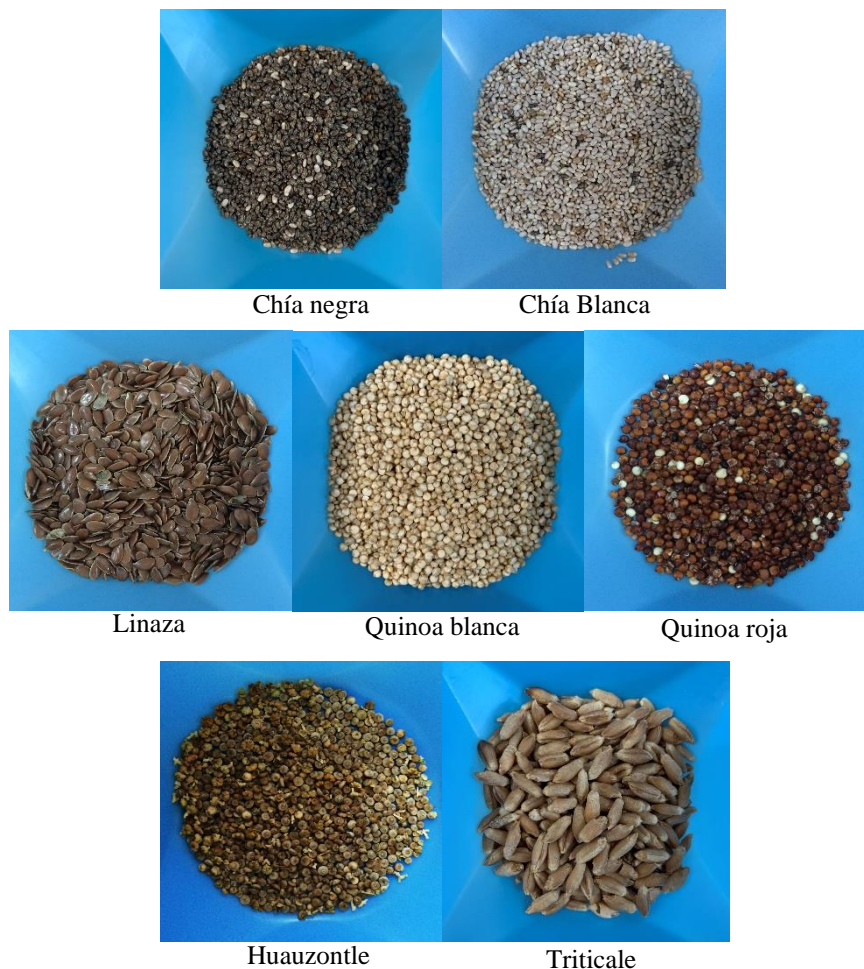 Chía negra
Chía Blanca
Linaza
Quinoa blanca
Quinoa roja
Huauzontle
Triticale